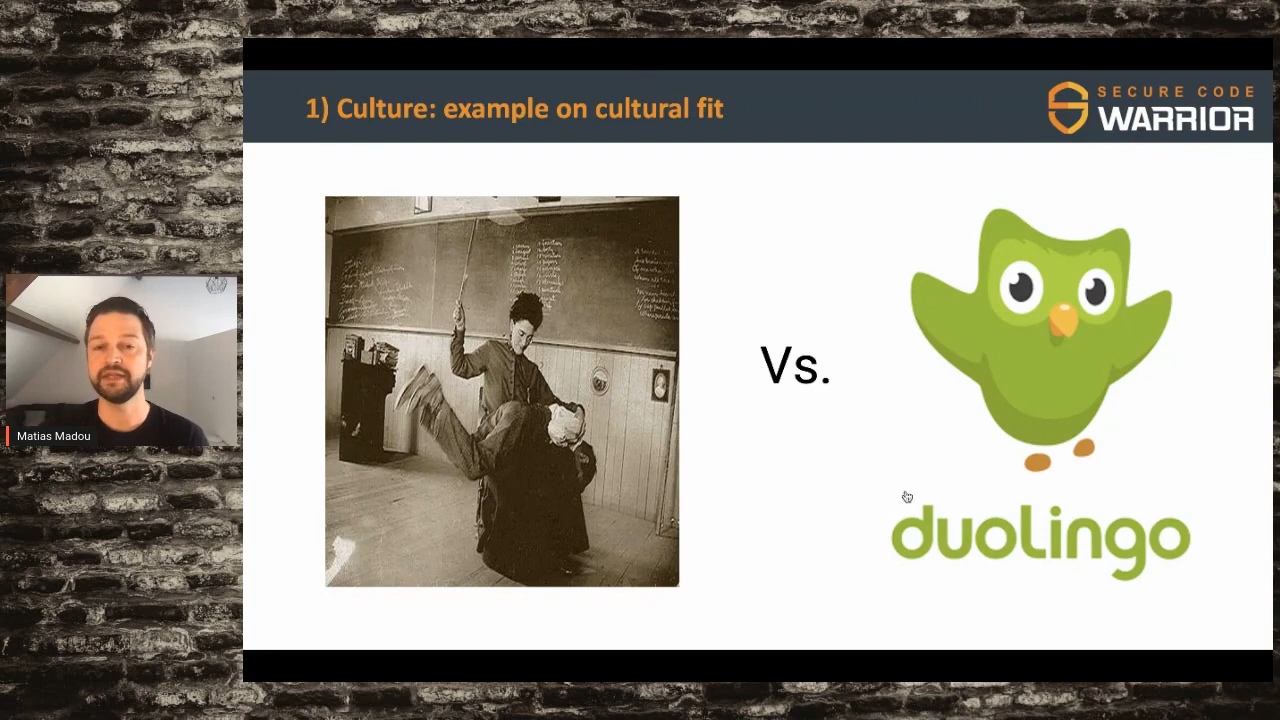 1) Culture: example on cultural fit
SECURE CODE
WARRIOR
Vs.
duolingo
Matias Madou